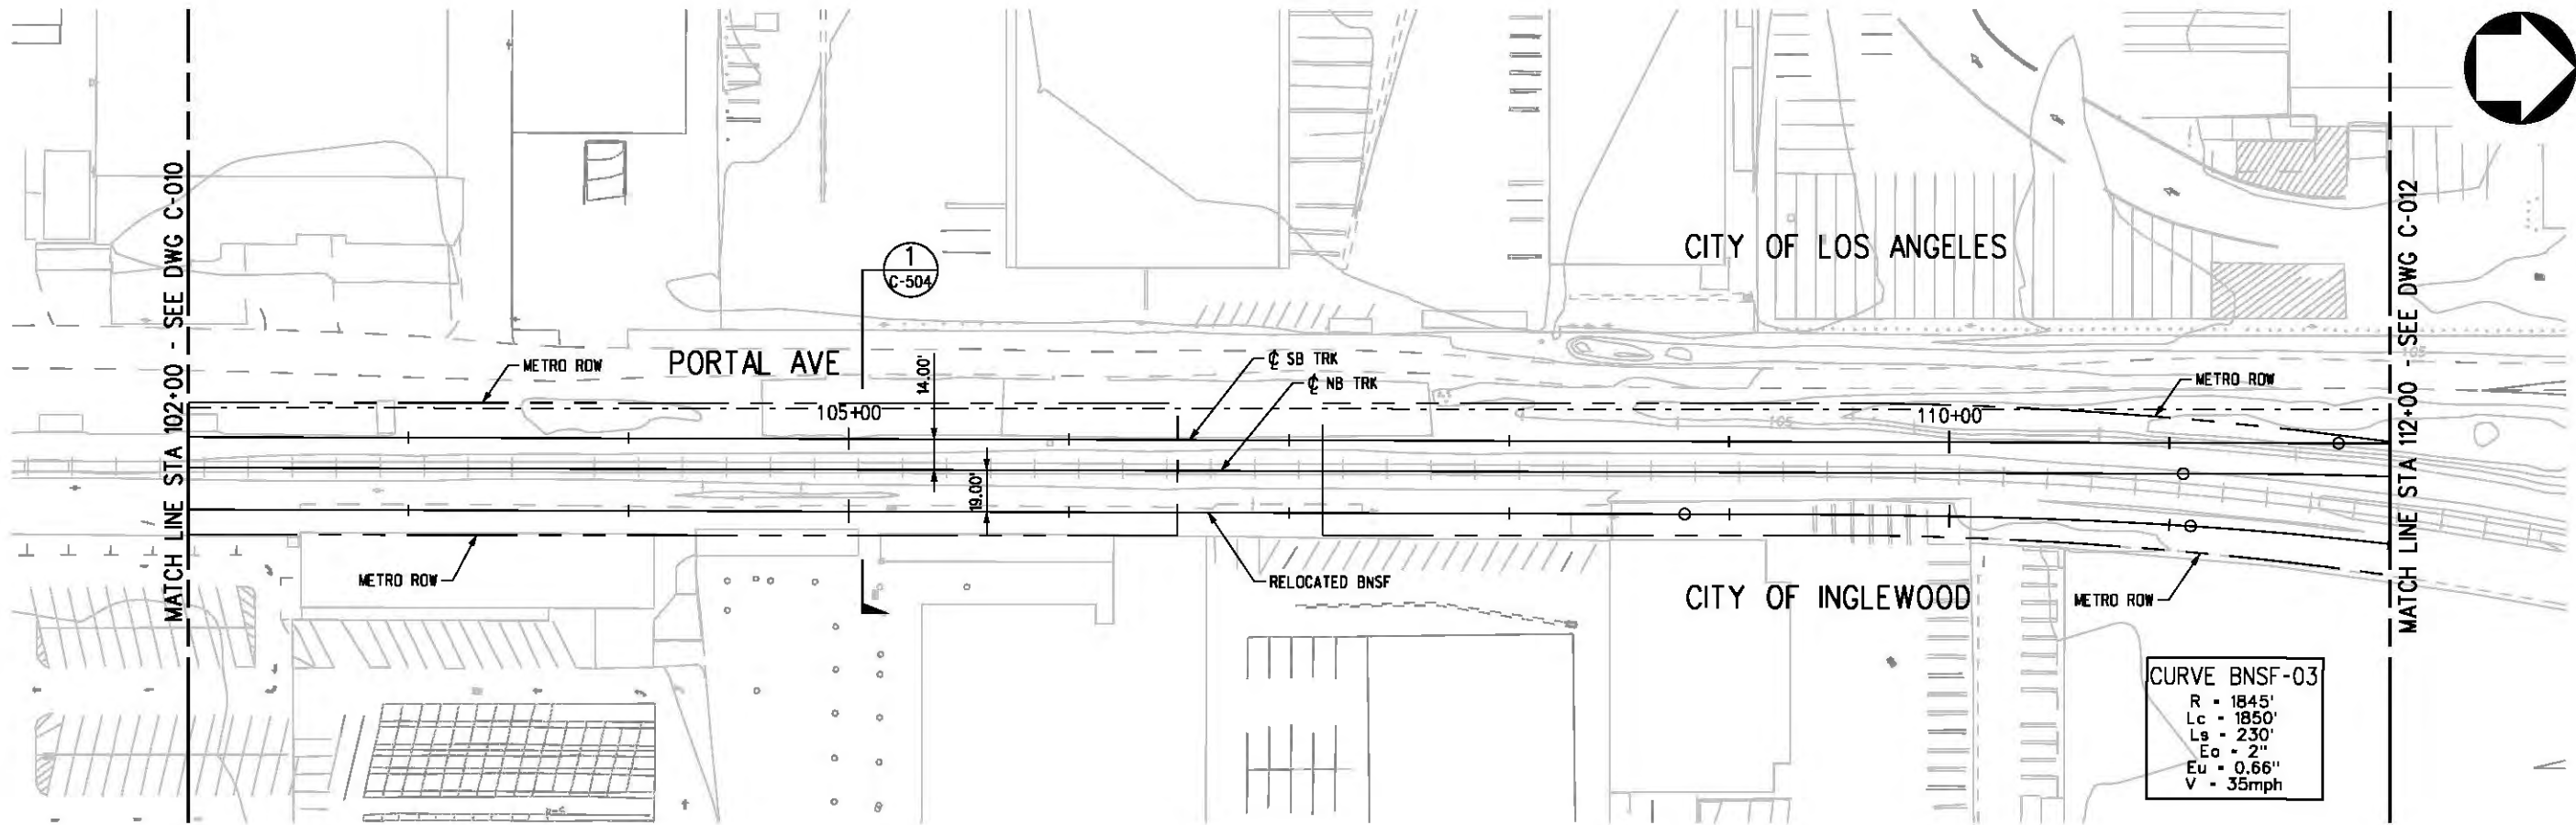 MATCH LINE STA 102+00 - SEE DWG C-010
1
C-504
CITY OF LOS ANGELES
MATCH LINE STA 112+00 - SEE DWG C-012
METRO ROW
PORTAL AVE
14.00'
℄ SB TRK
℄ NB TRK
105
METRO ROW
105+00
110+00
105
19.00'
METRO ROW
RELOCATED BNSF
CITY OF INGLEWOOD
METRO ROW
CURVE BNSF-03
R = 1845'
Lc = 1850'
Ls = 230'
Ea = 2"
Eu = 0.66"
V = 35mph